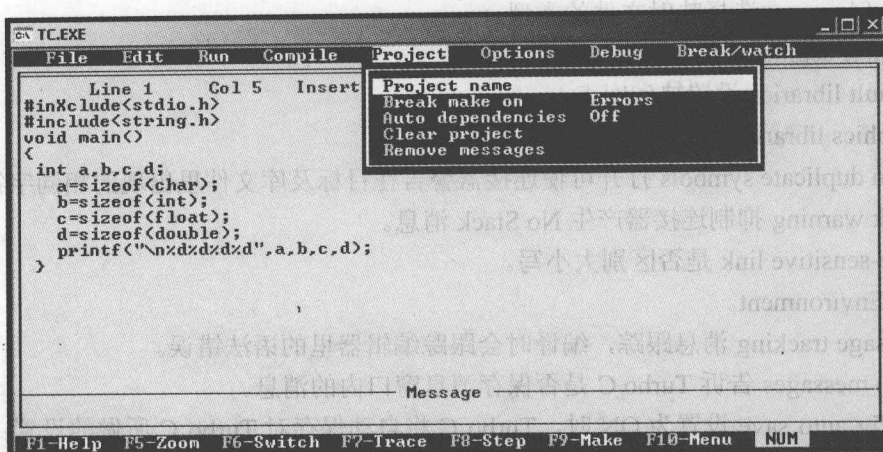 TC.EXE
File Edit Run Compile Project Options Debug Break/watch
Line 1 Col 5 Insert
Project name
Break make on Errors
Auto dependencies Off
Clear project
Remove messages
#inXclude<stdio.h>
#include<string.h>
void main()
{
int a,b,c,d;
a=sizeof(char);
b=sizeof(int);
c=sizeof(float);
d=sizeof(double);
printf("\n%d%d%d%d",a,b,c,d);
}
Message
F1-Help F5-Zoom F6-Switch F7-Trace F8-Step F9-Make F10-Menu NUM